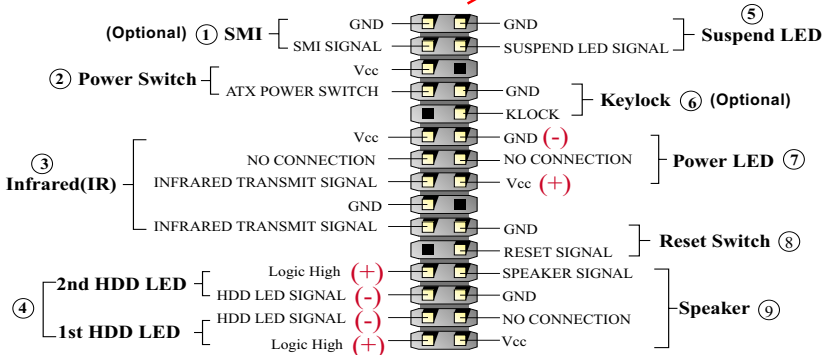 (Optional) ① SMI
GND
SMI SIGNAL
② Power Switch
Vcc
ATX POWER SWITCH
③
Infrared(IR)
Vcc
NO CONNECTION
INFRARED TRANSMIT SIGNAL
GND
INFRARED TRANSMIT SIGNAL
④
2nd HDD LED
Logic High (+)
HDD LED SIGNAL (-)
1st HDD LED
HDD LED SIGNAL (-)
Logic High (+)
⑤
Suspend LED
GND
SUSPEND LED SIGNAL
GND
KLOCK
Keylock ⑥ (Optional)
GND (-)
NO CONNECTION
Vcc (+)
Power LED ⑦
GND
RESET SIGNAL
Reset Switch ⑧
SPEAKER SIGNAL
GND
NO CONNECTION
Vcc
Speaker ⑨